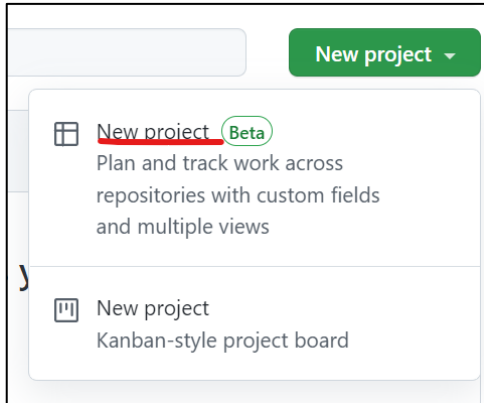 New project
New project Beta
Plan and track work across
repositories with custom fields
and multiple views
y
New project
Kanban-style project board